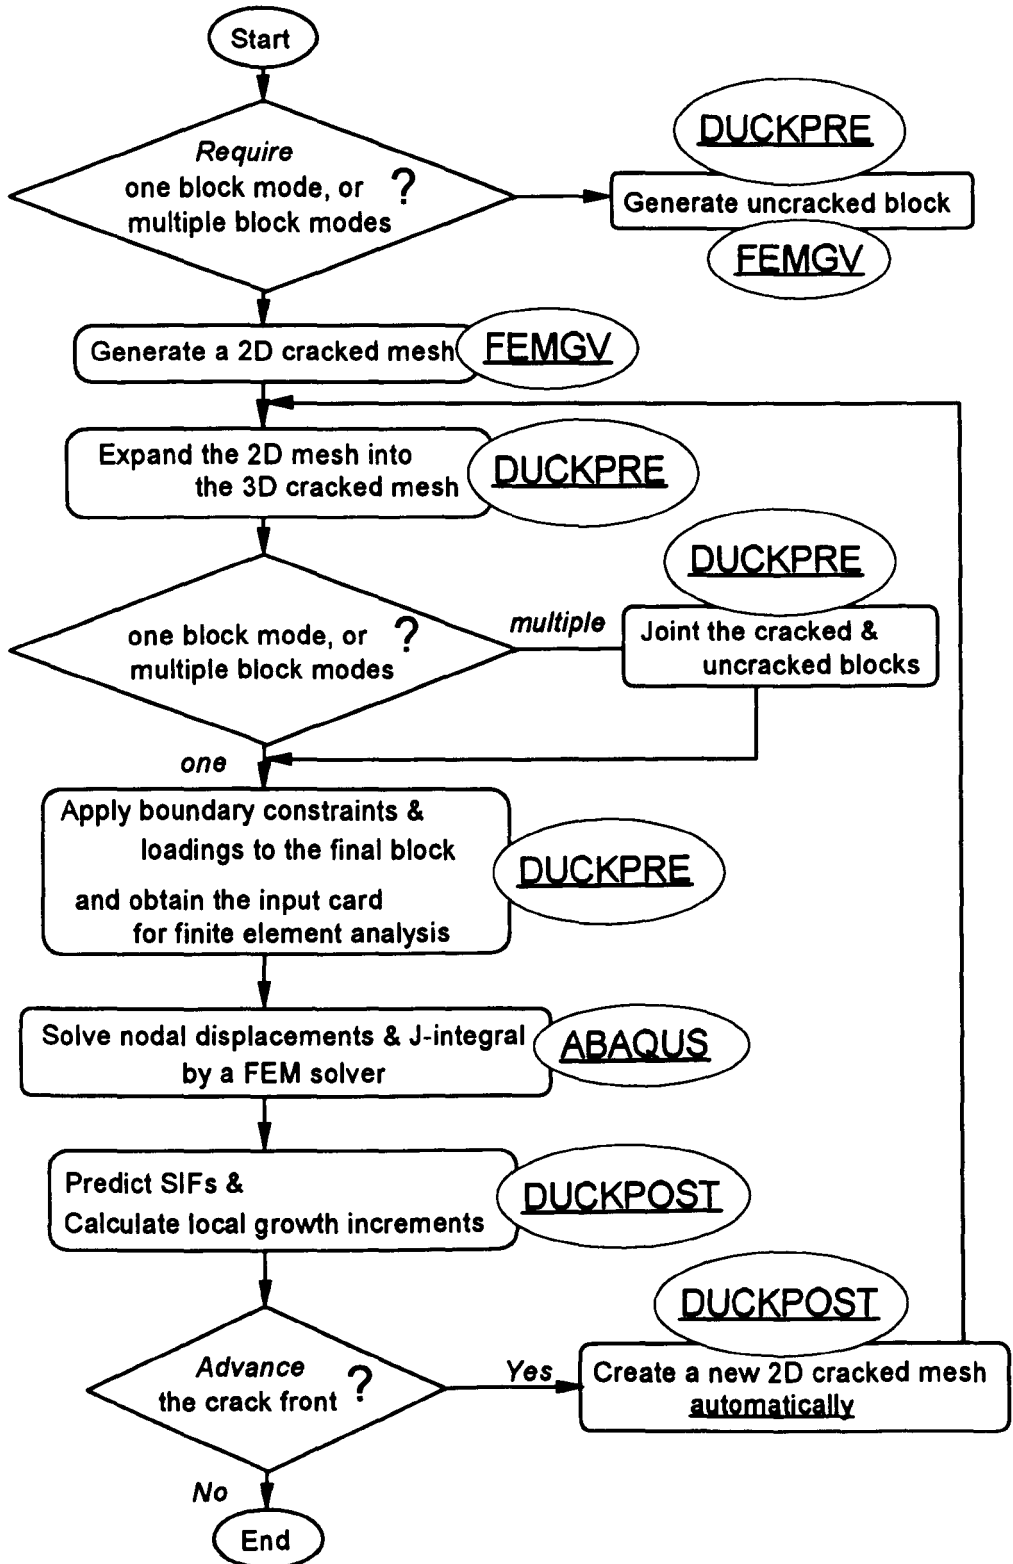 Start
Require
one block mode, or ?
multiple block modes
DUCKPRE
Generate uncracked block
FEMGV
Generate a 2D cracked mesh
FEMGV
Expand the 2D mesh into
the 3D cracked mesh
DUCKPRE
one block mode, or ?
multiple block modes
multiple
DUCKPRE
Joint the cracked &
uncracked blocks
one
Apply boundary constraints &
loadings to the final block
and obtain the input card
for finite element analysis
DUCKPRE
Solve nodal displacements & J-integral
by a FEM solver
ABAQUS
Predict SIFs &
Calculate local growth increments
DUCKPOST
Advance
the crack front ?
Yes
DUCKPOST
Create a new 2D cracked mesh
automatically
No
End